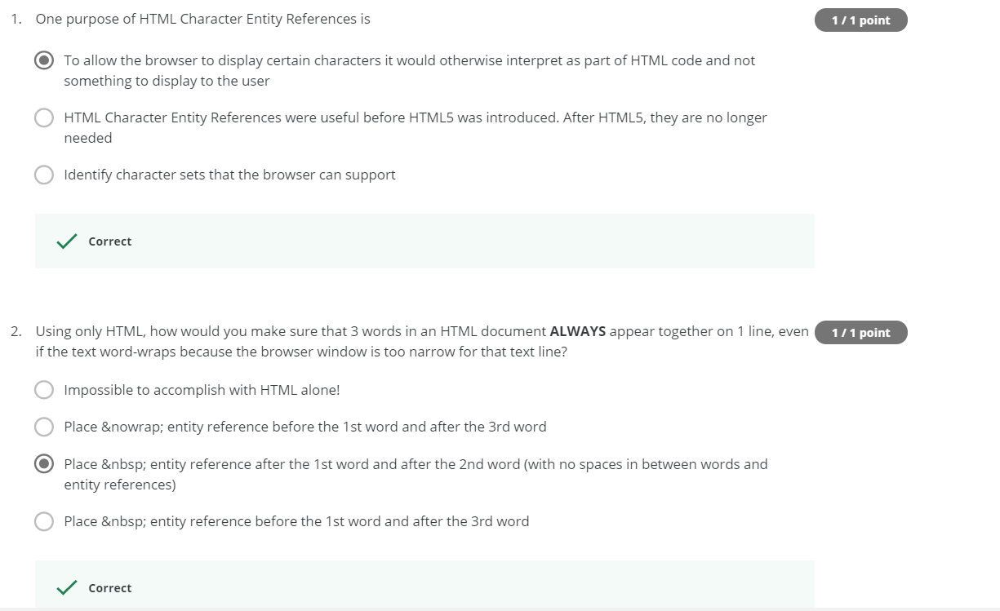 1. One purpose of HTML Character Entity References is
1 / 1 point
To allow the browser to display certain characters it would otherwise interpret as part of HTML code and not
something to display to the user
HTML Character Entity References were useful before HTML5 was introduced. After HTML5, they are no longer
needed
Identify character sets that the browser can support
Correct
2. Using only HTML, how would you make sure that 3 words in an HTML document ALWAYS appear together on 1 line, even
1 / 1 point
if the text word-wraps because the browser window is too narrow for that text line?
Impossible to accomplish with HTML alone!
Place &nowrap; entity reference before the 1st word and after the 3rd word
Place &nbsp; entity reference after the 1st word and after the 2nd word (with no spaces in between words and
entity references)
Place &nbsp; entity reference before the 1st word and after the 3rd word
Correct